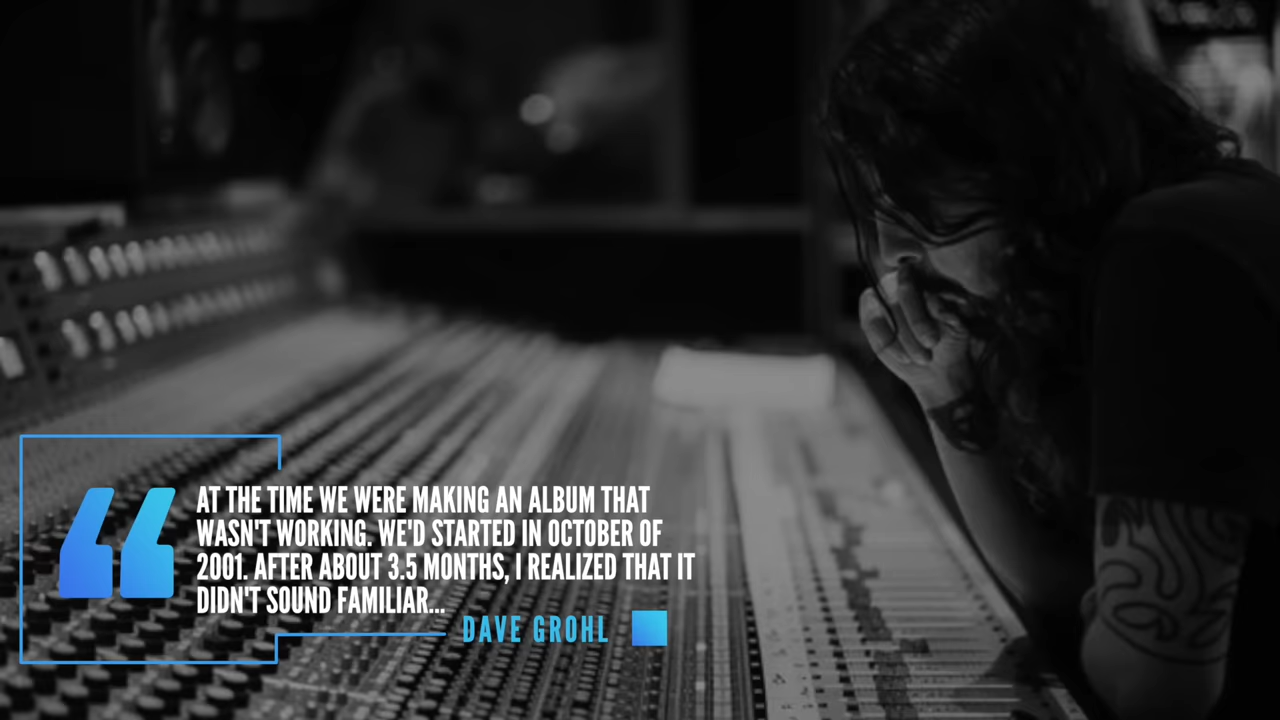 AT THE TIME WE WERE MAKING AN ALBUM THAT
WASN'T WORKING. WE'D STARTED IN OCTOBER OF
2001. AFTER ABOUT 3.5 MONTHS, I REALIZED THAT IT
DIDN'T SOUND FAMILIAR...
DAVE GROHL